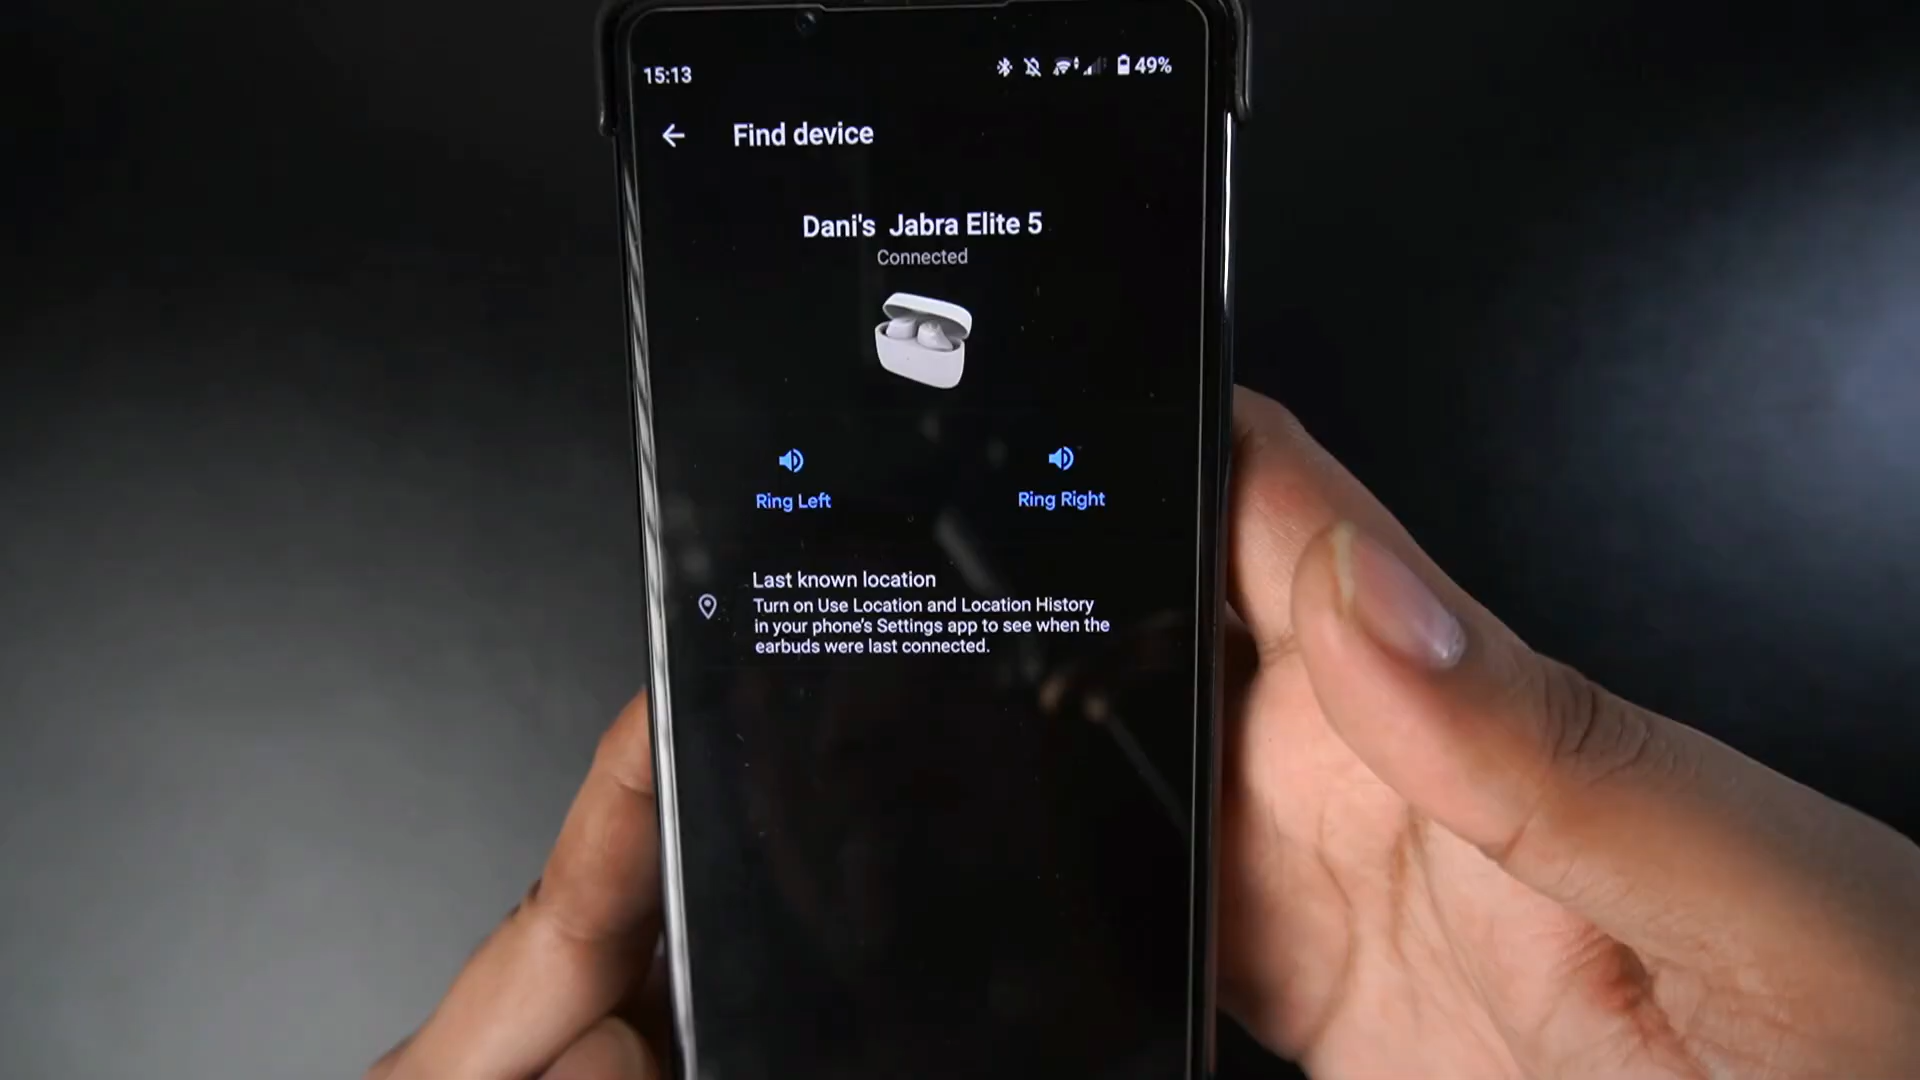 15:13
49%
Find device
Dani's Jabra Elite 5
Connected
Ring Left
Ring Right
Last known location
Turn on Use Location and Location History
in your phone's Settings app to see when the
earbuds were last connected.